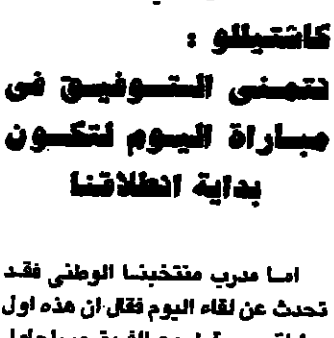 كاشتيللو :
نتمنى التوفيق فى
مباراة اليوم لتكون
بداية انطلاقنا
اما مدرب منتخبنا الوطنى فقد
تحدث عن لقاء اليوم فقال ان هذه اول